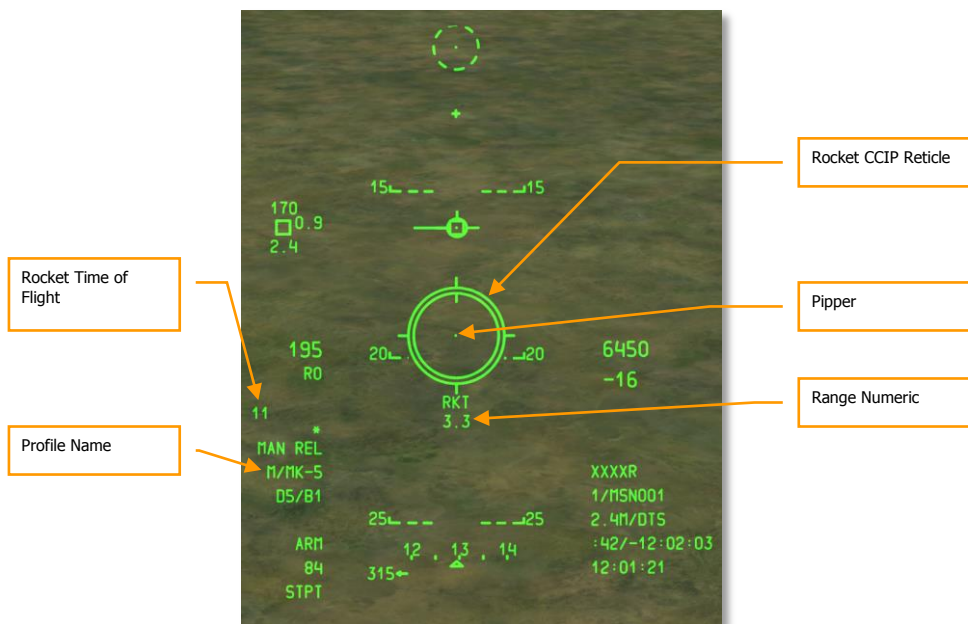 15 15
170
0.9
2.4
Rocket CCIP Reticle
Rocket Time of
Flight
Pipper
195
20 20
6450
R0
-16
RKT
3.3
Range Numeric
11
*
MAN REL
Profile Name
M/MK-5
D5/B1
XXXXR
1/MSN001
2.4M/DTS
:42/-12:02:03
12:01:21
25 25
ARM
12 . 13 . 14
84
315←
STPT